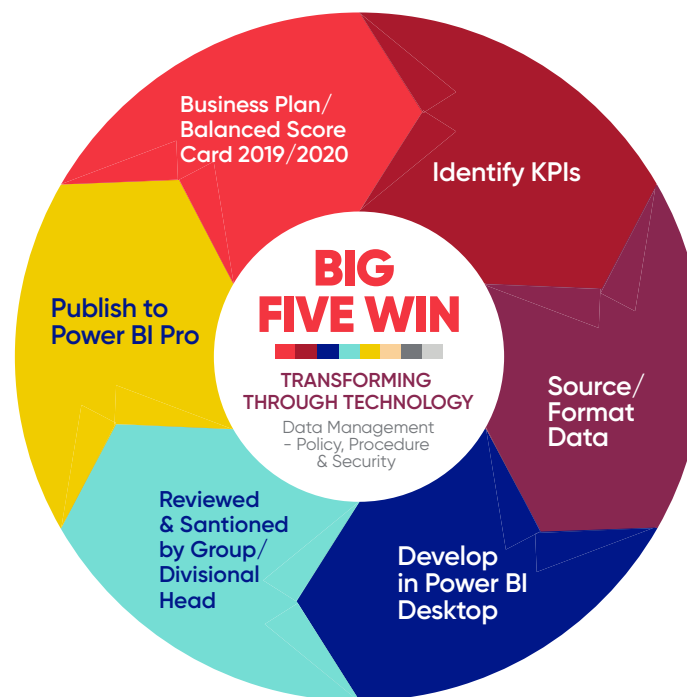 Business Plan/
Balanced Score
Card 2019/2020
Identify KPIs
Source/
Format
Data
Develop
in Power BI
Desktop
Reviewed
& Santioned
by Group/
Divisional
Head
Publish to
Power BI Pro
BIG
FIVE WIN
TRANSFORMING
THROUGH TECHNOLOGY
Data Management
- Policy, Procedure
& Security